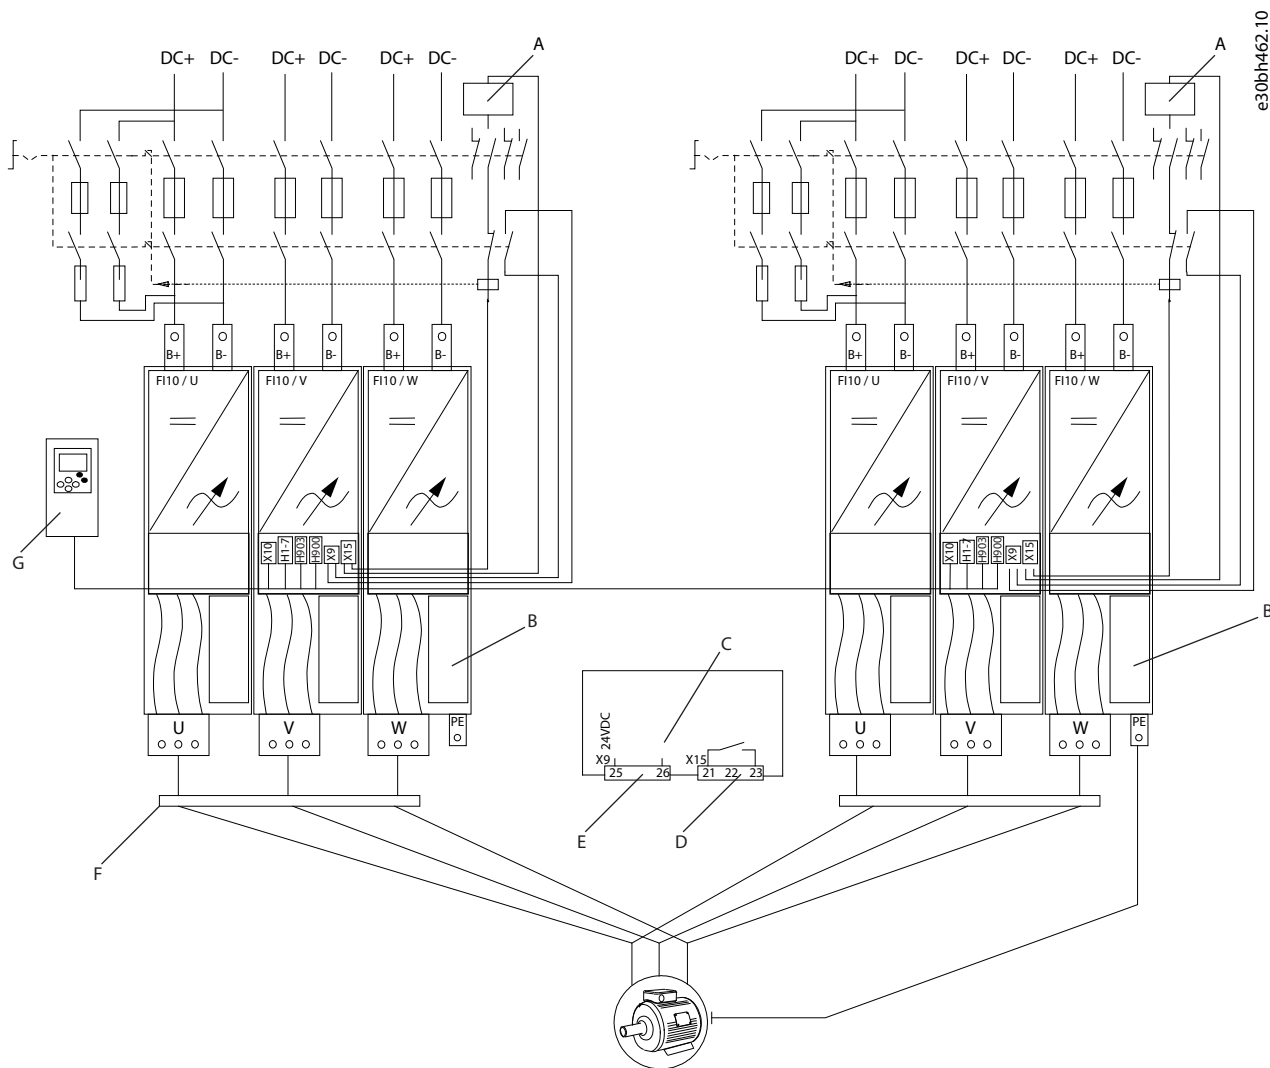 e30bh462.10
A
A
DC+ DC- DC+ DC- DC+ DC-
DC+ DC- DC+ DC- DC+ DC-
B+ B- B+ B- B+ B-
B+ B- B+ B- B+ B-
FI10 / U FI10 / V FI10 / W
FI10 / U FI10 / V FI10 / W
G
X10 H1-7 H903 H900 X9 X15
X10 H1-7 H903 H900 X9 X15
B
B
C
U V W PE
U V W PE
24VDC
X9
25 26
X15
21 22 23
E
D
F